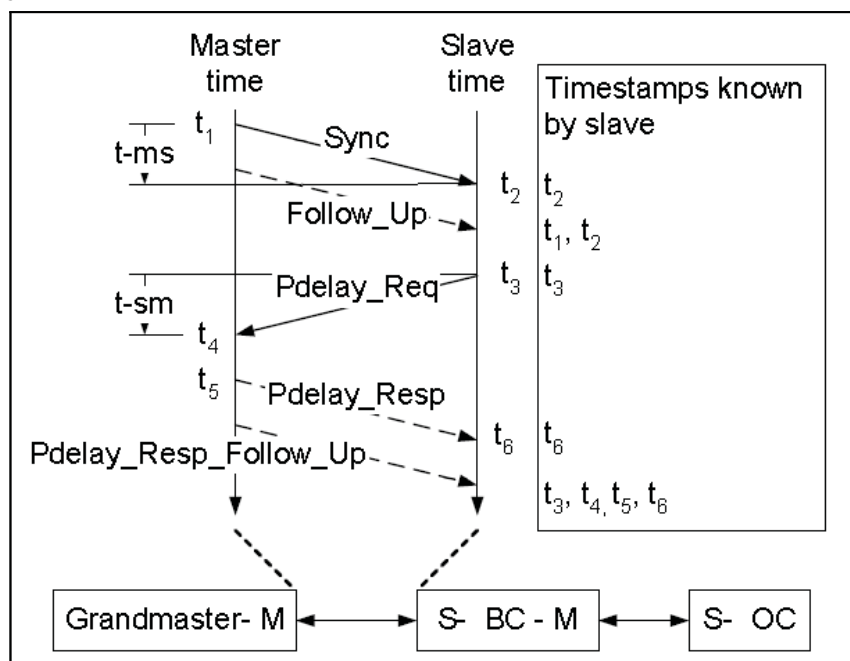 Master time
Slave time
Timestamps known by slave
t₁
Sync
t-ms
t₂
t₂
Follow_Up
t₁, t₂
Pdelay_Req
t₃
t₃
t-sm
t₄
t₅
Pdelay_Resp
t₆
t₆
Pdelay_Resp_Follow_Up
t₃, t₄, t₅, t₆
Grandmaster- M
S- BC - M
S- OC